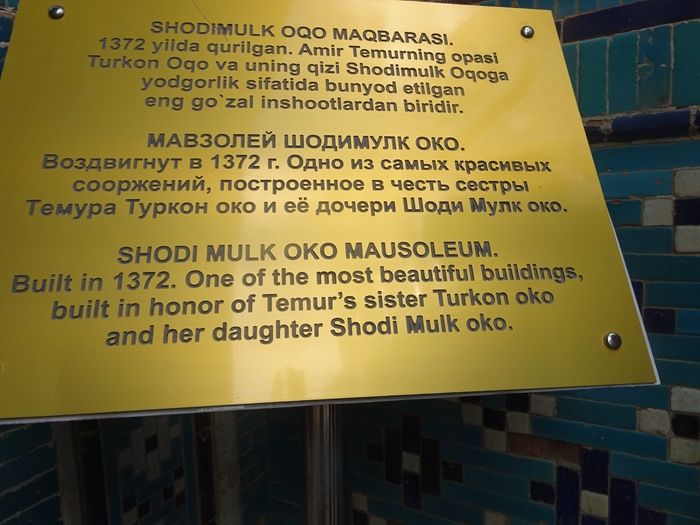 SHODIMULK OQO MAQBARASI.
1372 yilda qurilgan. Amir Temurning opasi
Turkon Oqo va uning qizi Shodimulk Oqoga
yodgorlik sifatida bunyod etilgan
eng go`zal inshootlardan biridir.
МАВЗОЛЕЙ ШОДИМУЛК ОКО.
Воздвигнут в 1372 г. Одно из самых красивых
сооржений, построенное в честь сестры
Темура Туркон око и её дочери Шоди Мулк око.
SHODI MULK OKO MAUSOLEUM.
Built in 1372. One of the most beautiful buildings,
built in honor of Temur's sister Turkon oko
and her daughter Shodi Mulk oko.